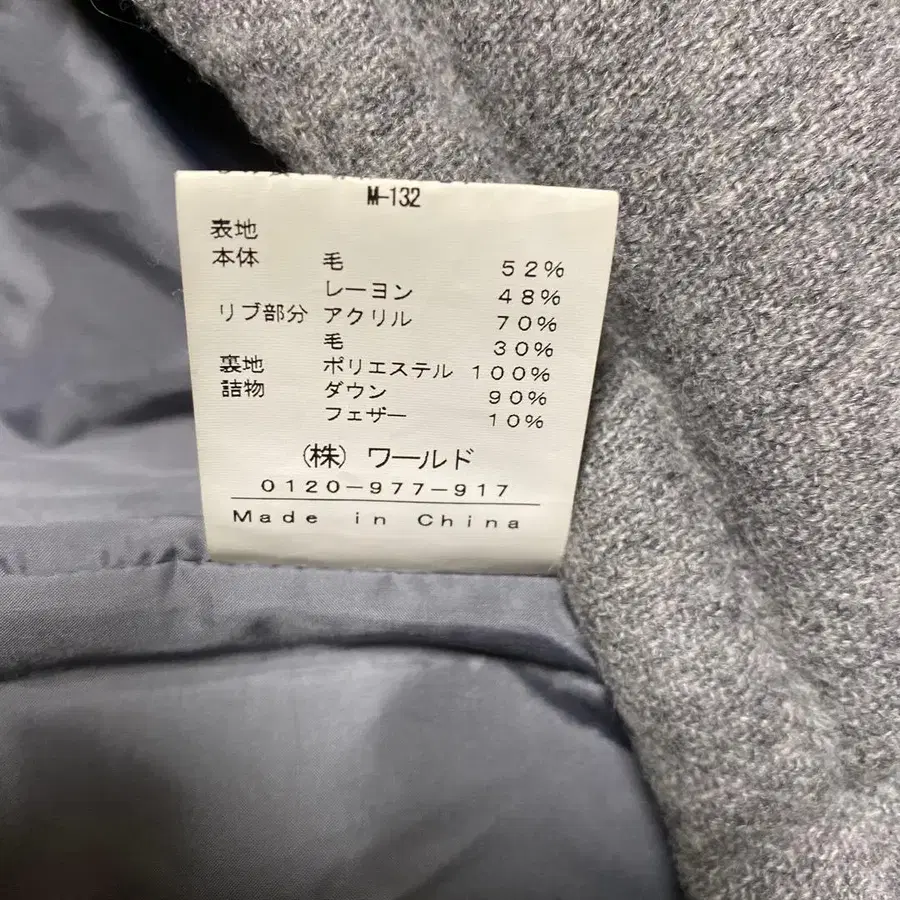 M-132
表地
本体 毛 52%
レーヨン 48%
リブ部分 アクリル 70%
毛 30%
裏地 ポリエステル 100%
詰物 ダウン 90%
フェザー 10%
(株) ワールド
0120-977-917
Made in China